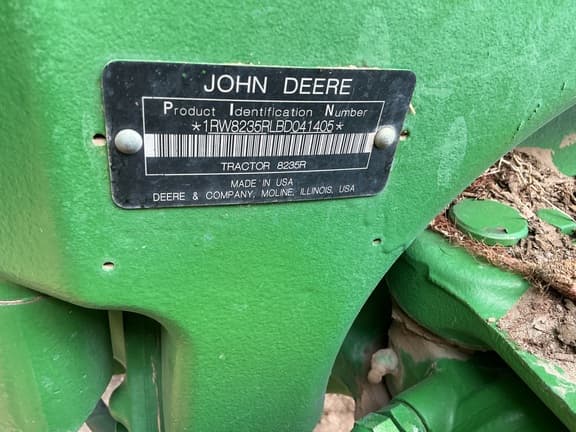 JOHN DEERE
Product Identification Number
*1RW8235RLBD041405*
TRACTOR 8235R
MADE IN USA
DEERE & COMPANY, MOLINE, ILLINOIS, USA